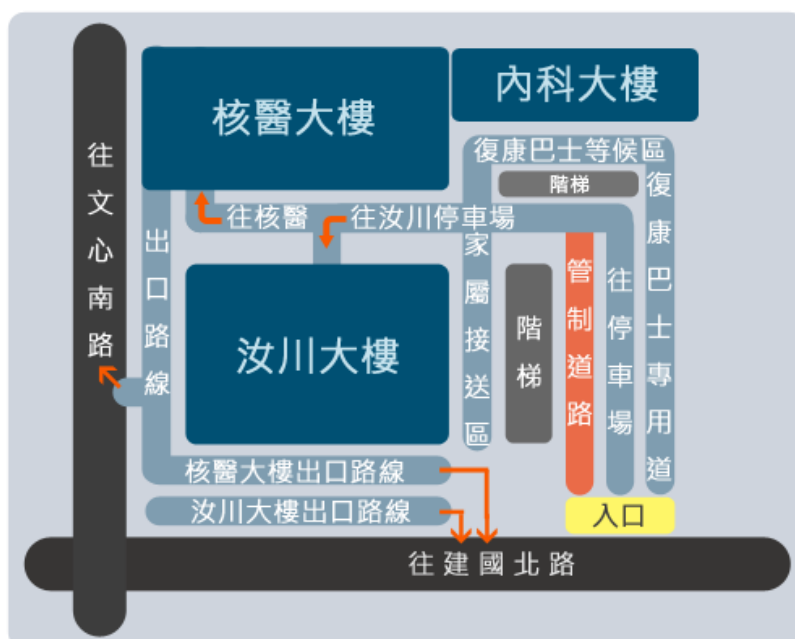 核醫大樓
內科大樓
往文心南路
復康巴士等候區
階梯
復康巴士專用道
往核醫
往汝川停車場
出口路線
家屬接送區
管制道路
往停車場
階梯
汝川大樓
核醫大樓出口路線
汝川大樓出口路線
入口
往建國北路